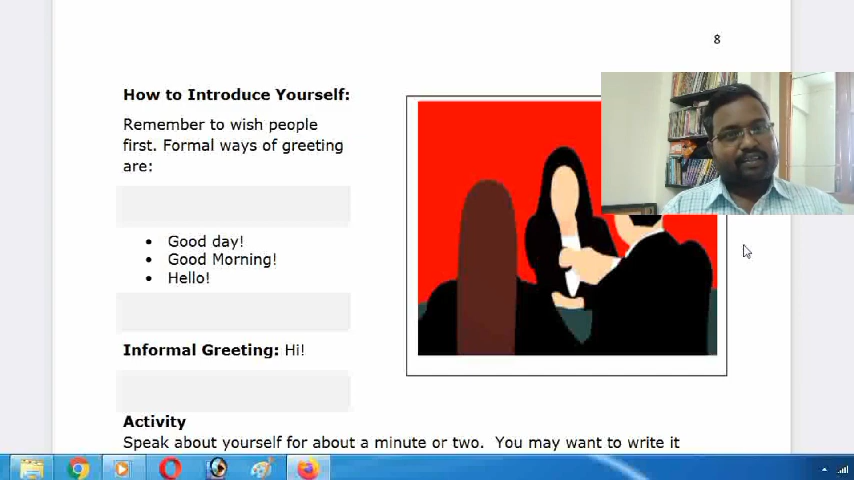 8
How to Introduce Yourself:
Remember to wish people
first. Formal ways of greeting
are:
• Good day!
• Good Morning!
• Hello!
Informal Greeting: Hi!
Activity
Speak about yourself for about a minute or two. You may want to write it